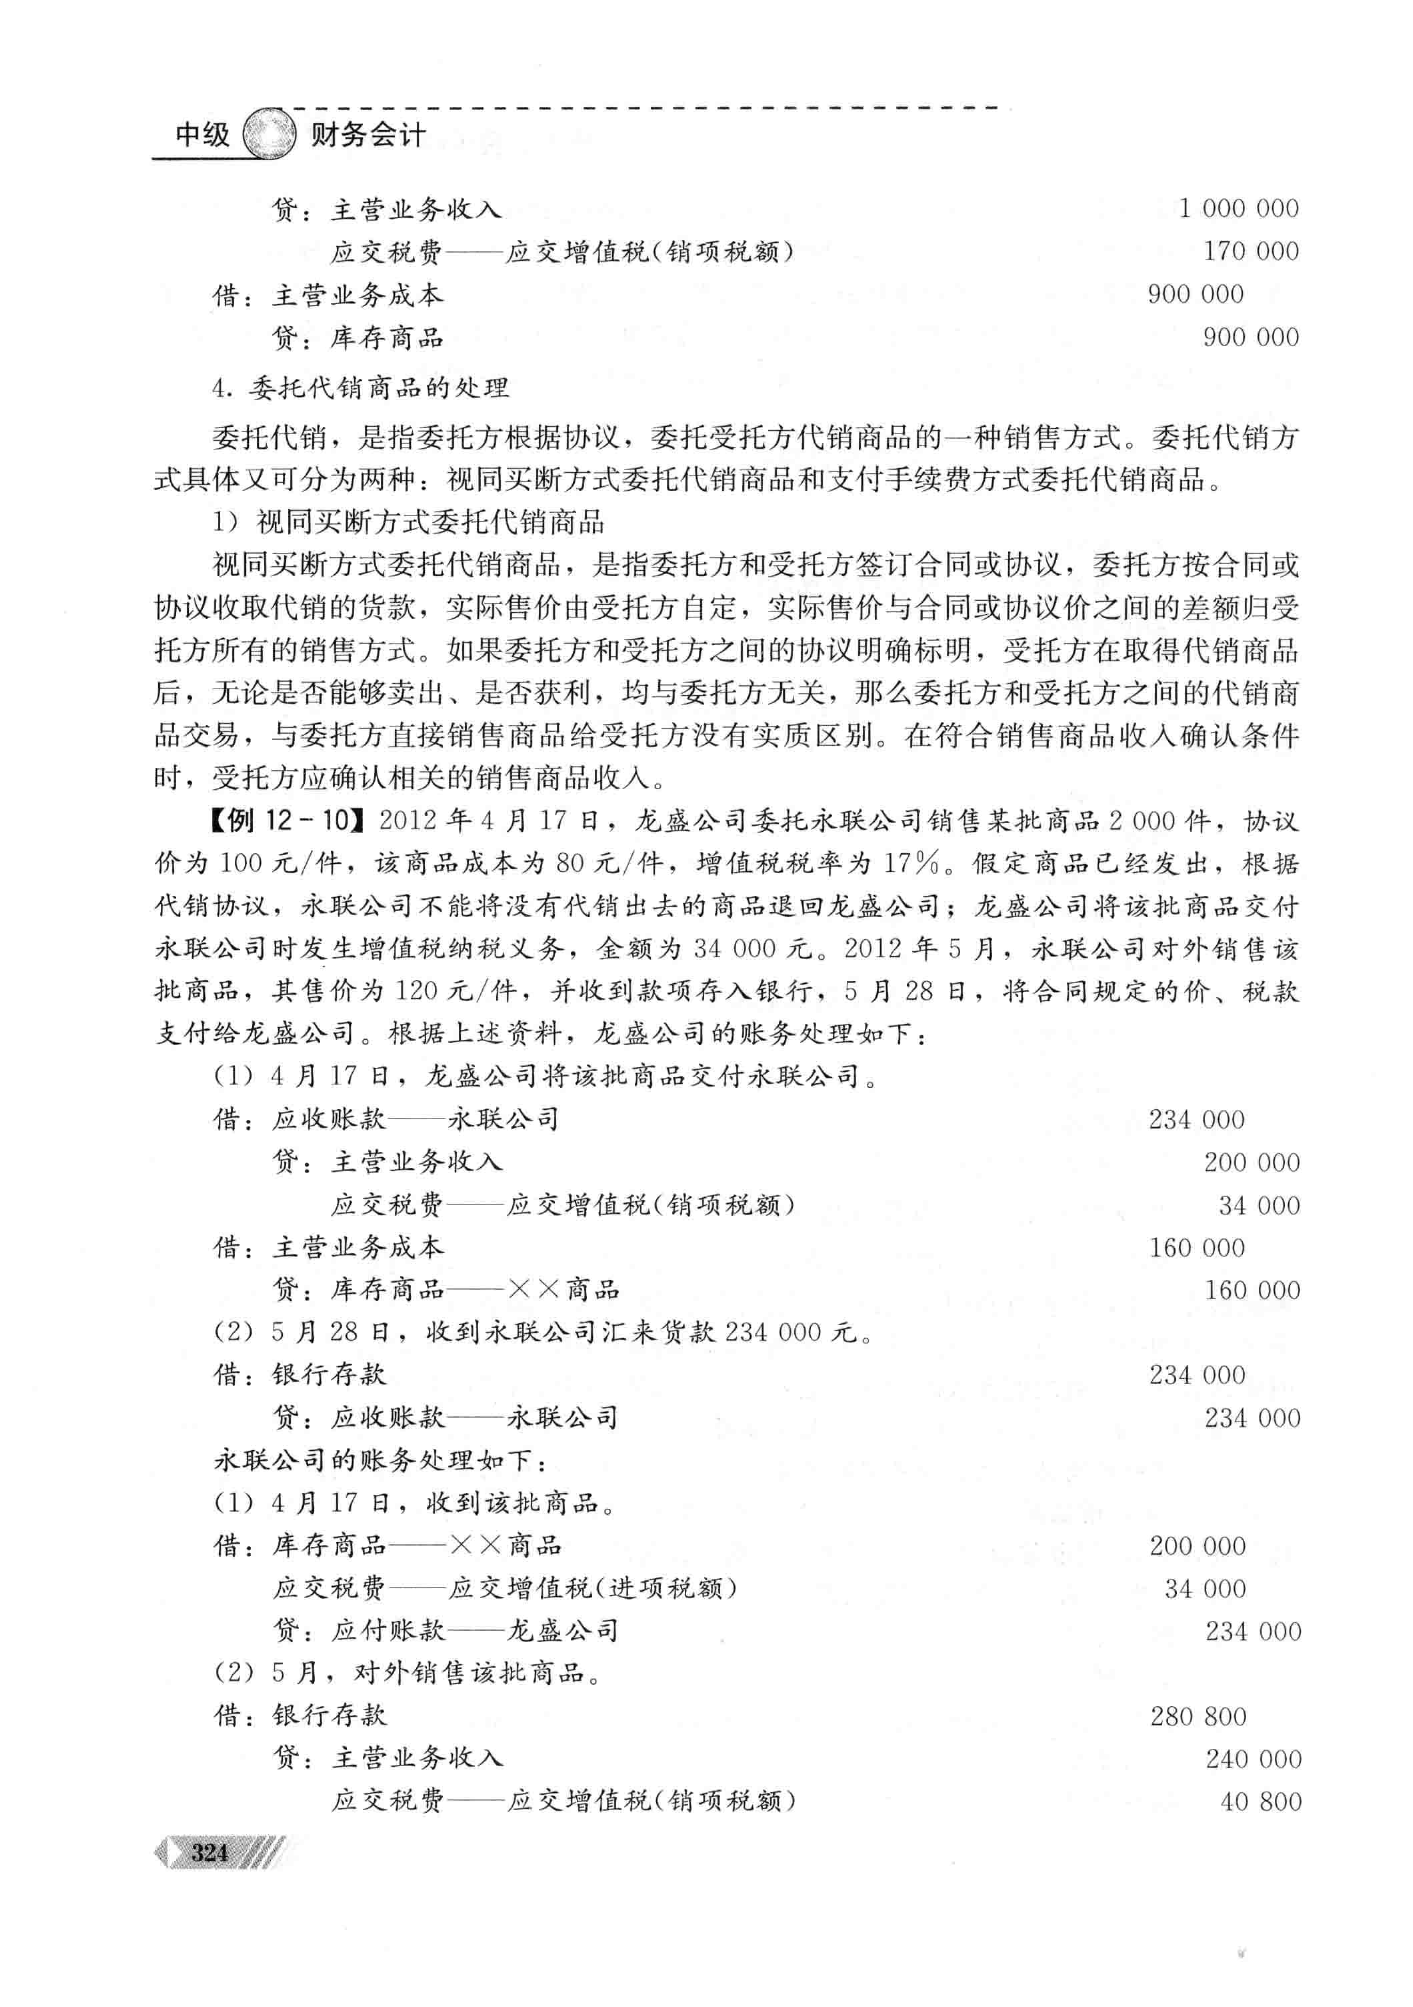 中级 财务会计
贷：主营业务收入 1 000 000
应交税费——应交增值税(销项税额) 170 000
借：主营业务成本 900 000
贷：库存商品 900 000
4. 委托代销商品的处理
委托代销，是指委托方根据协议，委托受托方代销商品的一种销售方式。委托代销方
式具体又可分为两种：视同买断方式委托代销商品和支付手续费方式委托代销商品。
1）视同买断方式委托代销商品
视同买断方式委托代销商品，是指委托方和受托方签订合同或协议，委托方按合同或
协议收取代销的货款，实际售价由受托方自定，实际售价与合同或协议价之间的差额归受
托方所有的销售方式。如果委托方和受托方之间的协议明确标明，受托方在取得代销商品
后，无论是否能够卖出、是否获利，均与委托方无关，那么委托方和受托方之间的代销商
品交易，与委托方直接销售商品给受托方没有实质区别。在符合销售商品收入确认条件
时，受托方应确认相关的销售商品收入。
【例 12-10】2012 年 4 月 17 日，龙盛公司委托永联公司销售某批商品 2 000 件，协议
价为 100 元/件，该商品成本为 80 元/件，增值税税率为 17%。假定商品已经发出，根据
代销协议，永联公司不能将没有代销出去的商品退回龙盛公司；龙盛公司将该批商品交付
永联公司时发生增值税纳税义务，金额为 34 000 元。2012 年 5 月，永联公司对外销售该
批商品，其售价为 120 元/件，并收到款项存入银行，5 月 28 日，将合同规定的价、税款
支付给龙盛公司。根据上述资料，龙盛公司的账务处理如下：
（1）4 月 17 日，龙盛公司将该批商品交付永联公司。
借：应收账款——永联公司 234 000
贷：主营业务收入 200 000
应交税费——应交增值税(销项税额) 34 000
借：主营业务成本 160 000
贷：库存商品——××商品 160 000
（2）5 月 28 日，收到永联公司汇来货款 234 000 元。
借：银行存款 234 000
贷：应收账款——永联公司 234 000
永联公司的账务处理如下：
（1）4 月 17 日，收到该批商品。
借：库存商品——××商品 200 000
应交税费——应交增值税(进项税额) 34 000
贷：应付账款——龙盛公司 234 000
（2）5 月，对外销售该批商品。
借：银行存款 280 800
贷：主营业务收入 240 000
应交税费——应交增值税(销项税额) 40 800
324